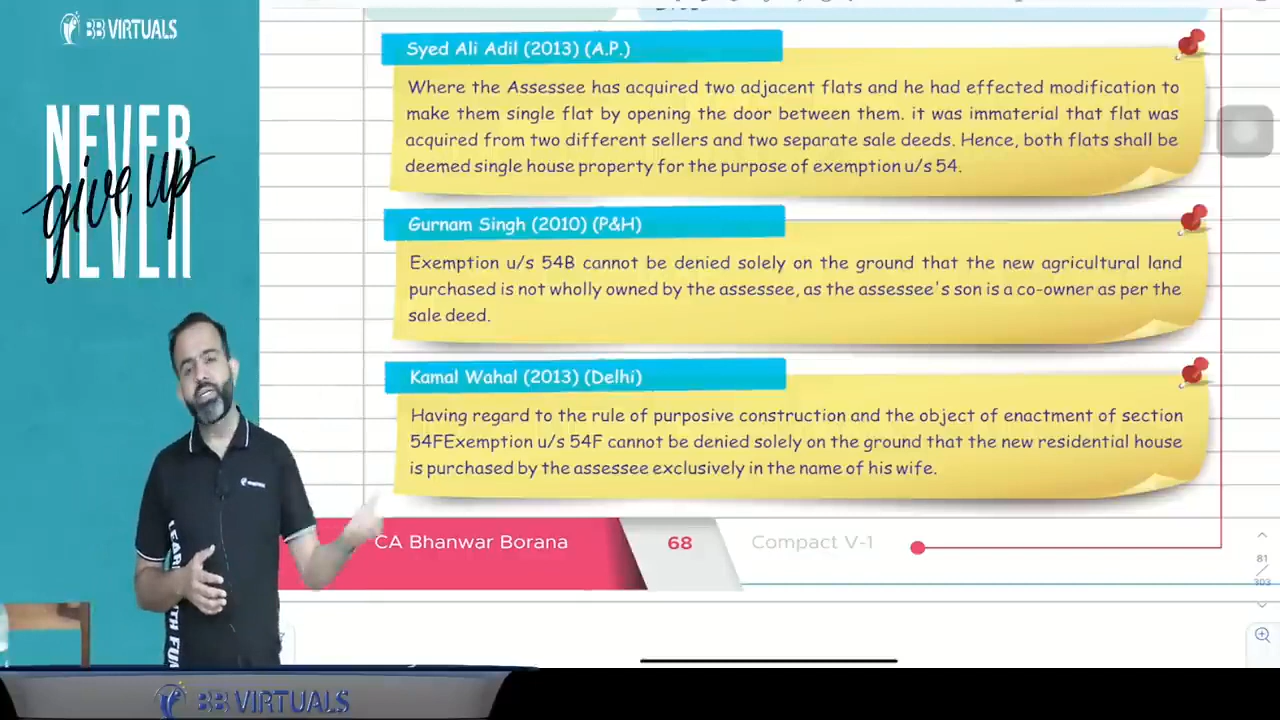 BB VIRTUALS
NEVER
give up
NEVER
Syed Ali Adil (2013) (A.P.)
Where the Assessee has acquired two adjacent flats and he had effected modification to
make them single flat by opening the door between them. it was immaterial that flat was
acquired from two different sellers and two separate sale deeds. Hence, both flats shall be
deemed single house property for the purpose of exemption u/s 54.
Gurnam Singh (2010) (P&H)
Exemption u/s 54B cannot be denied solely on the ground that the new agricultural land
purchased is not wholly owned by the assessee, as the assessee's son is a co-owner as per the
sale deed.
Kamal Wahal (2013) (Delhi)
Having regard to the rule of purposive construction and the object of enactment of section
54FExemption u/s 54F cannot be denied solely on the ground that the new residential house
is purchased by the assessee exclusively in the name of his wife.
CA Bhanwar Borana
68
Compact V-1
81
303
BB VIRTUALS